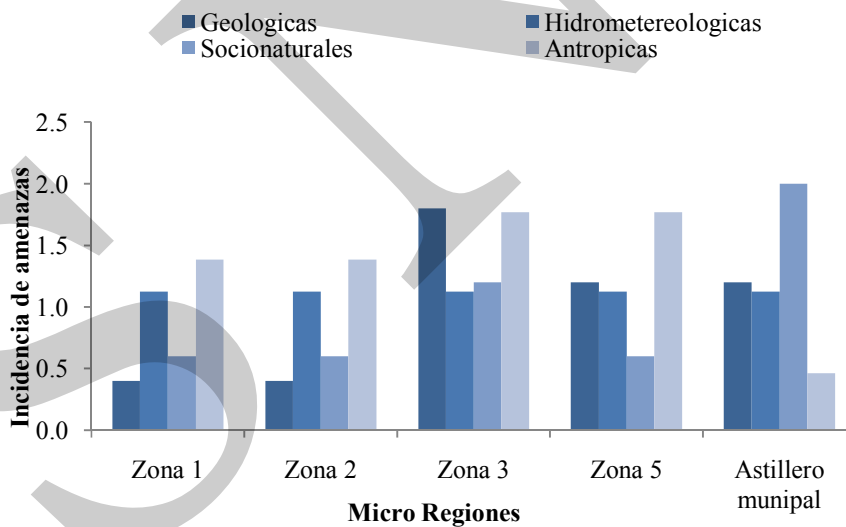 Geologicas
Hidrometereologicas
Socionaturales
Antropicas
2.5
2.0
1.5
1.0
0.5
0.0
Incidencia de amenazas
Zona 1
Zona 2
Zona 3
Zona 5
Astillero
munipal
Micro Regiones